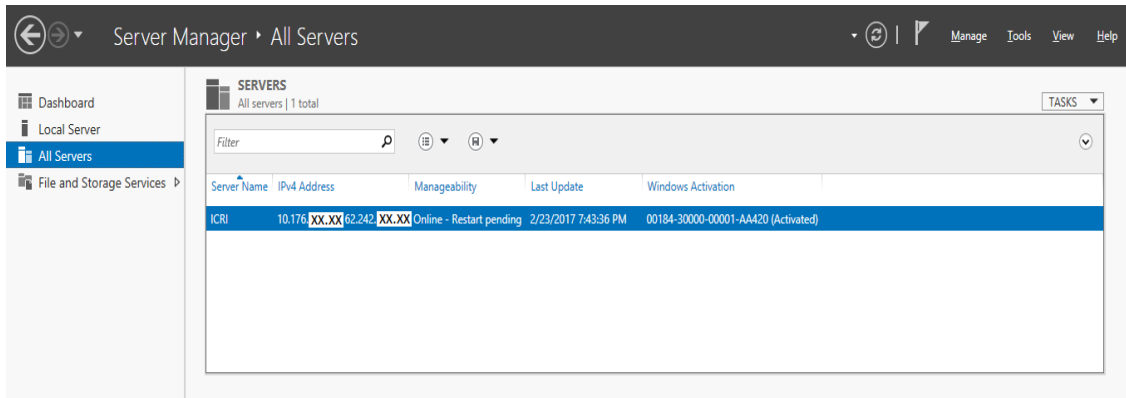 Server Manager • All Servers
Manage Tools View Help
Dashboard
Local Server
All Servers
File and Storage Services
SERVERS
All servers | 1 total
TASKS
Filter
Server Name IPv4 Address Manageability Last Update Windows Activation
ICRI 10.176.XX.XX 62.242.XX.XX Online - Restart pending 2/23/2017 7:43:36 PM 00184-30000-00001-AA420 (Activated)